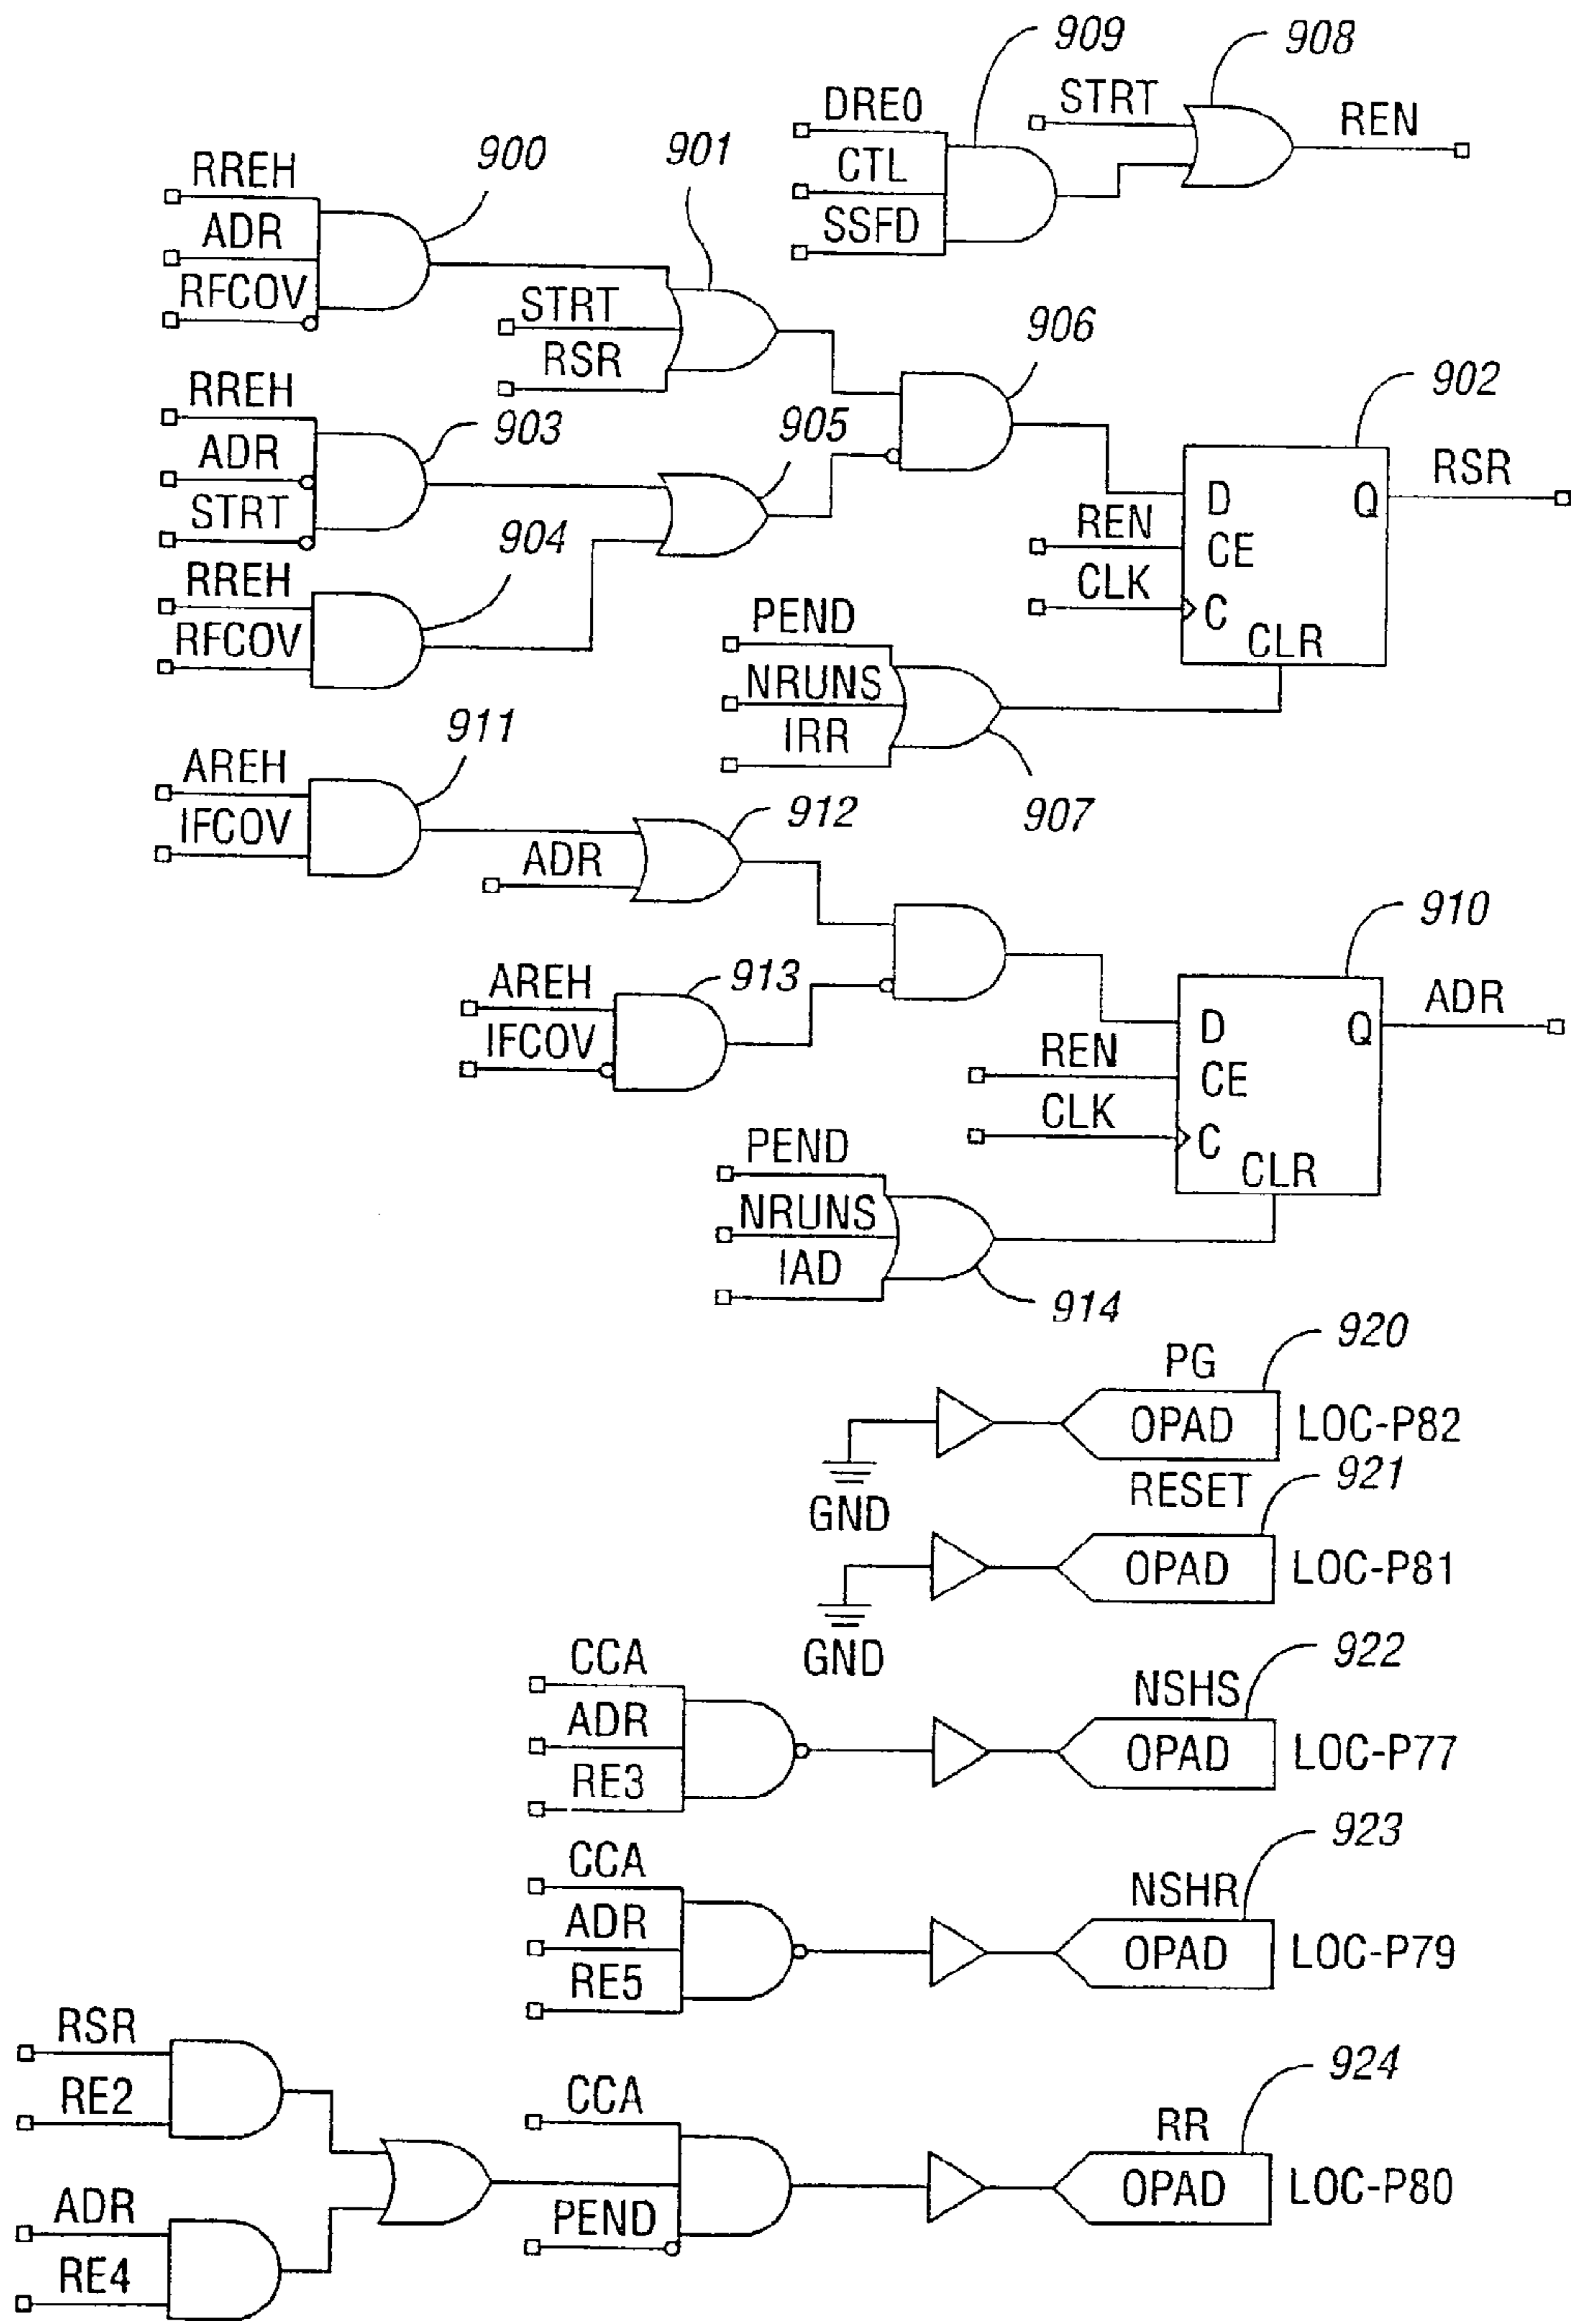 909
908
DRE0
STRT
REN
CTL
SSFD
900
901
RREH
ADR
RFCOV
STRT
RSR
906
902
RREH
ADR
STRT
903
905
904
RREH
RFCOV
D
Q
RSR
REN
CE
CLK
C
CLR
PEND
NRUNS
IRR
907
911
AREH
IFCOV
912
ADR
910
AREH
IFCOV
913
D
Q
ADR
REN
CE
CLK
C
CLR
PEND
NRUNS
IAD
914
920
PG
OPAD
LOC-P82
GND
921
RESET
OPAD
LOC-P81
GND
922
NSHS
CCA
ADR
RE3
OPAD
LOC-P77
923
NSHR
CCA
ADR
RE5
OPAD
LOC-P79
RSR
RE2
ADR
RE4
CCA
PEND
924
RR
OPAD
LOC-P80